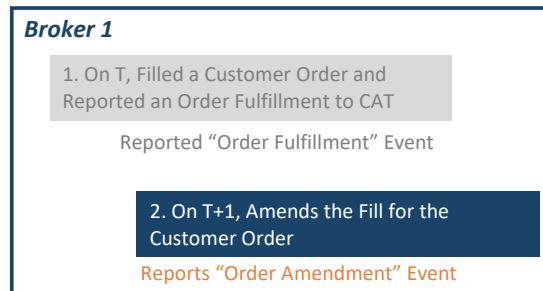 Broker 1
1. On T, Filled a Customer Order and
Reported an Order Fulfillment to CAT
Reported “Order Fulfillment” Event
2. On T+1, Amends the Fill for the
Customer Order
Reports “Order Amendment” Event